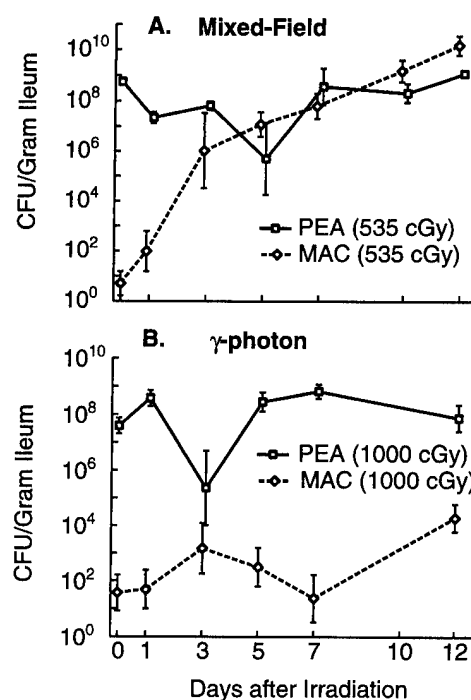 A. Mixed-Field
10^10
10^8
10^6
10^4
10^2
10^0
CFU/Gram Ileum
PEA (535 cGy)
MAC (535 cGy)
B. γ-photon
10^10
10^8
10^6
10^4
10^2
10^0
CFU/Gram Ileum
PEA (1000 cGy)
MAC (1000 cGy)
0 1 3 5 7 10 12
Days after Irradiation